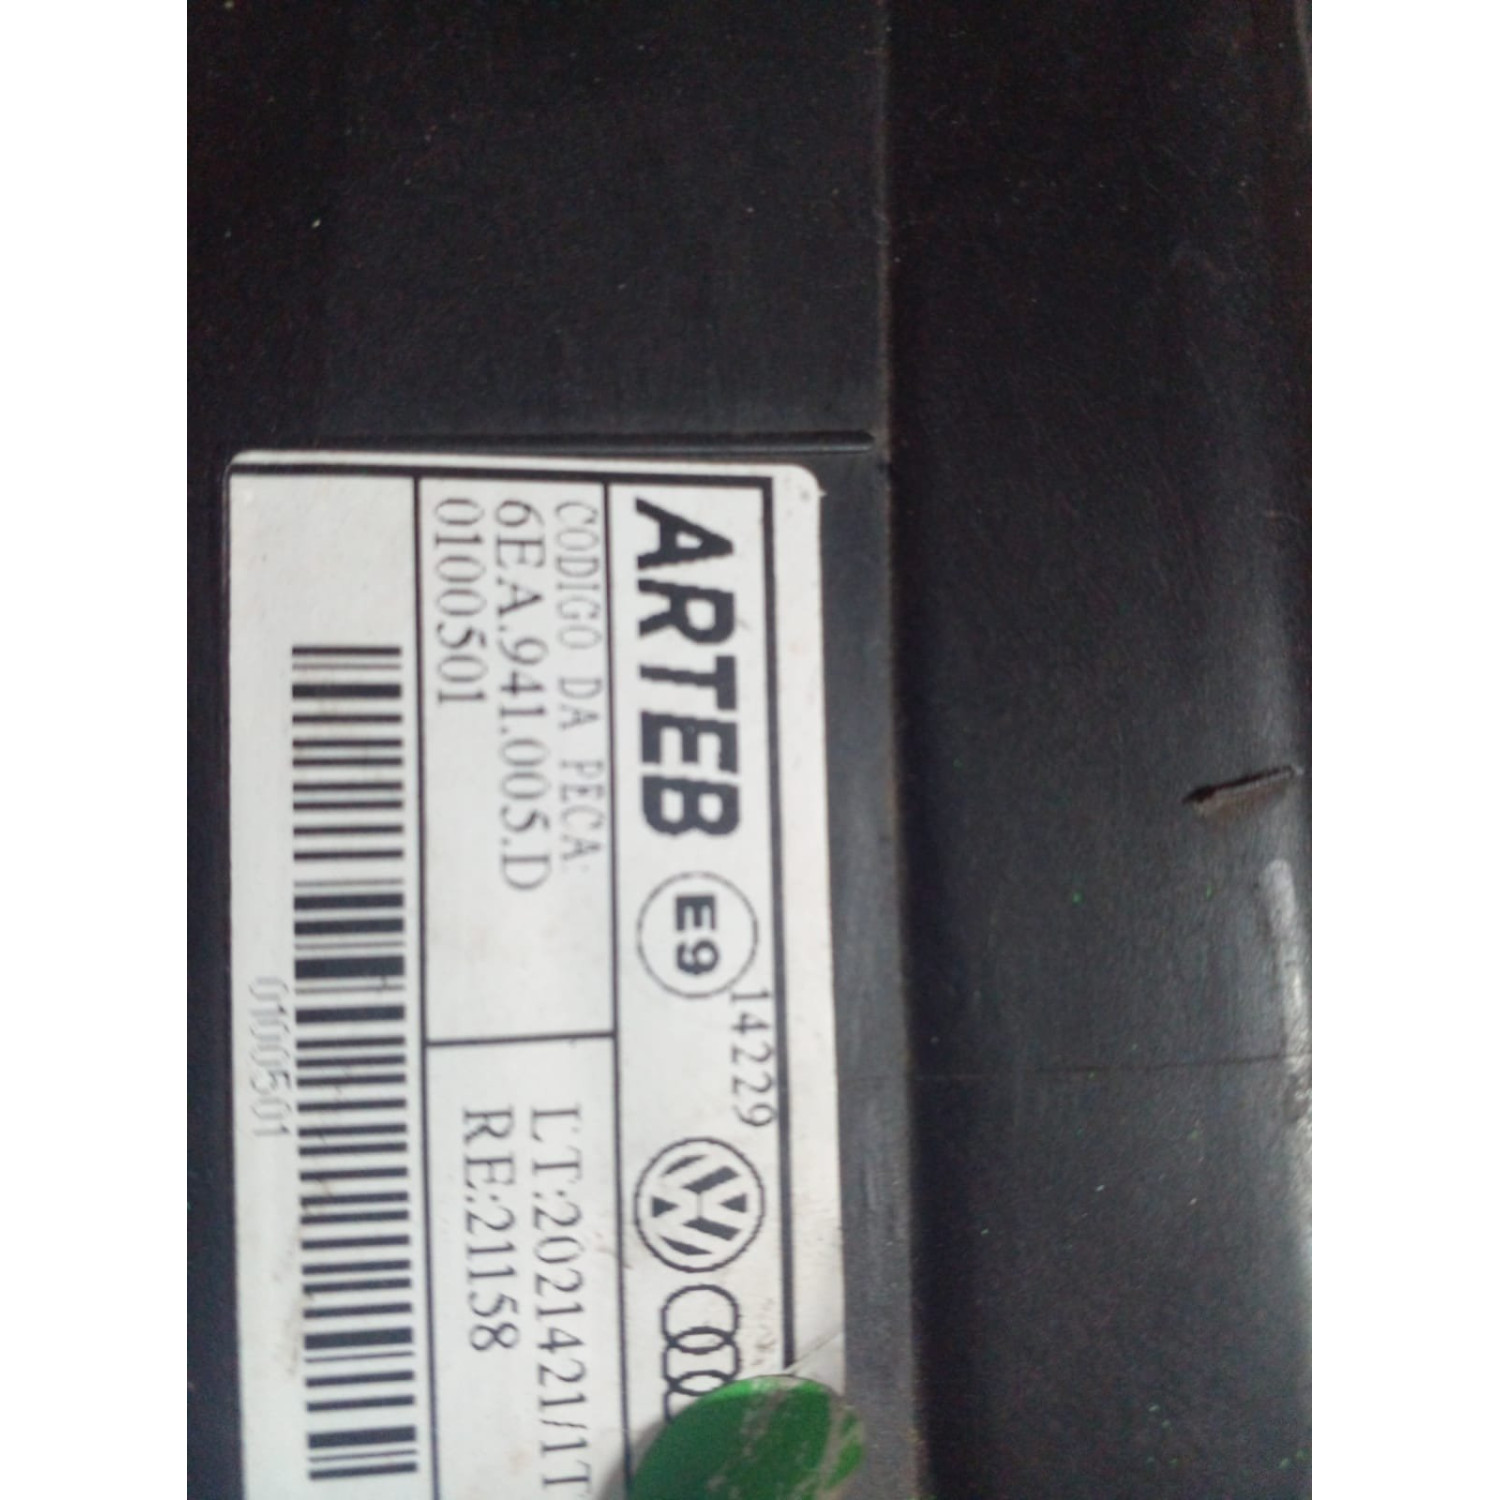 ARTEB E9 14229
CODIGO DA PECA:
6EA.941.005.D
0100501
LT:2021421/1T
RE:21158
0100501